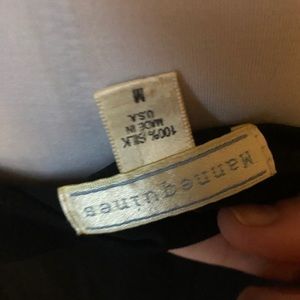 Mannequines
M
100% SILK
MADE IN
U.S.A.